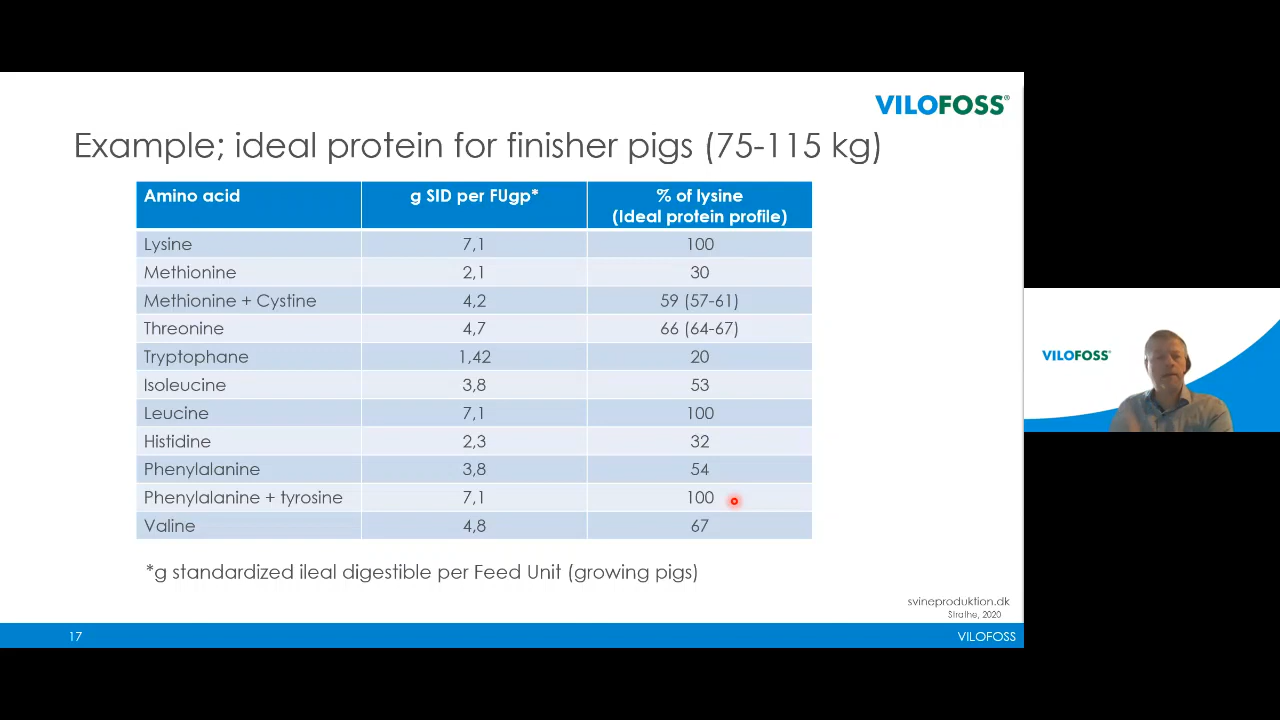 VILOFOSS®
Example; ideal protein for finisher pigs (75-115 kg)
Amino acid g SID per FUgp* % of lysine
(Ideal protein profile)
Lysine 7,1 100
Methionine 2,1 30
Methionine + Cystine 4,2 59 (57-61)
Threonine 4,7 66 (64-67)
Tryptophane 1,42 20
Isoleucine 3,8 53
Leucine 7,1 100
Histidine 2,3 32
Phenylalanine 3,8 54
Phenylalanine + tyrosine 7,1 100
Valine 4,8 67
*g standardized ileal digestible per Feed Unit (growing pigs)
svineproduktion.dk
Strathe, 2020
17 VILOFOSS
VILOFOSS®